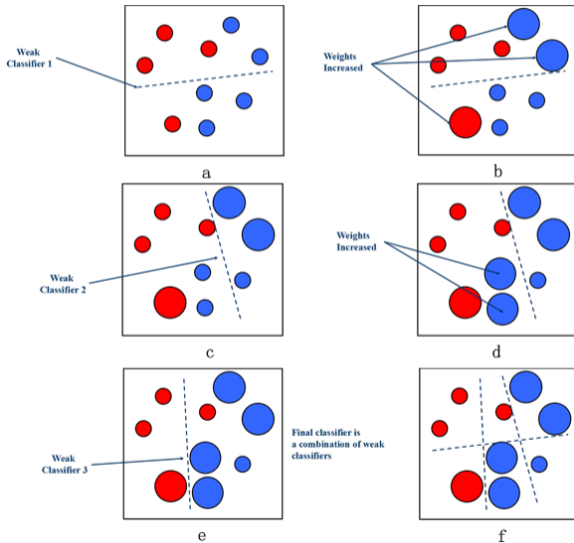 Weak
Classifier 1
a
Weights
Increased
b
Weak
Classifier 2
c
Weights
Increased
d
Weak
Classifier 3
e
Final classifier is
a combination of weak
classifiers
f